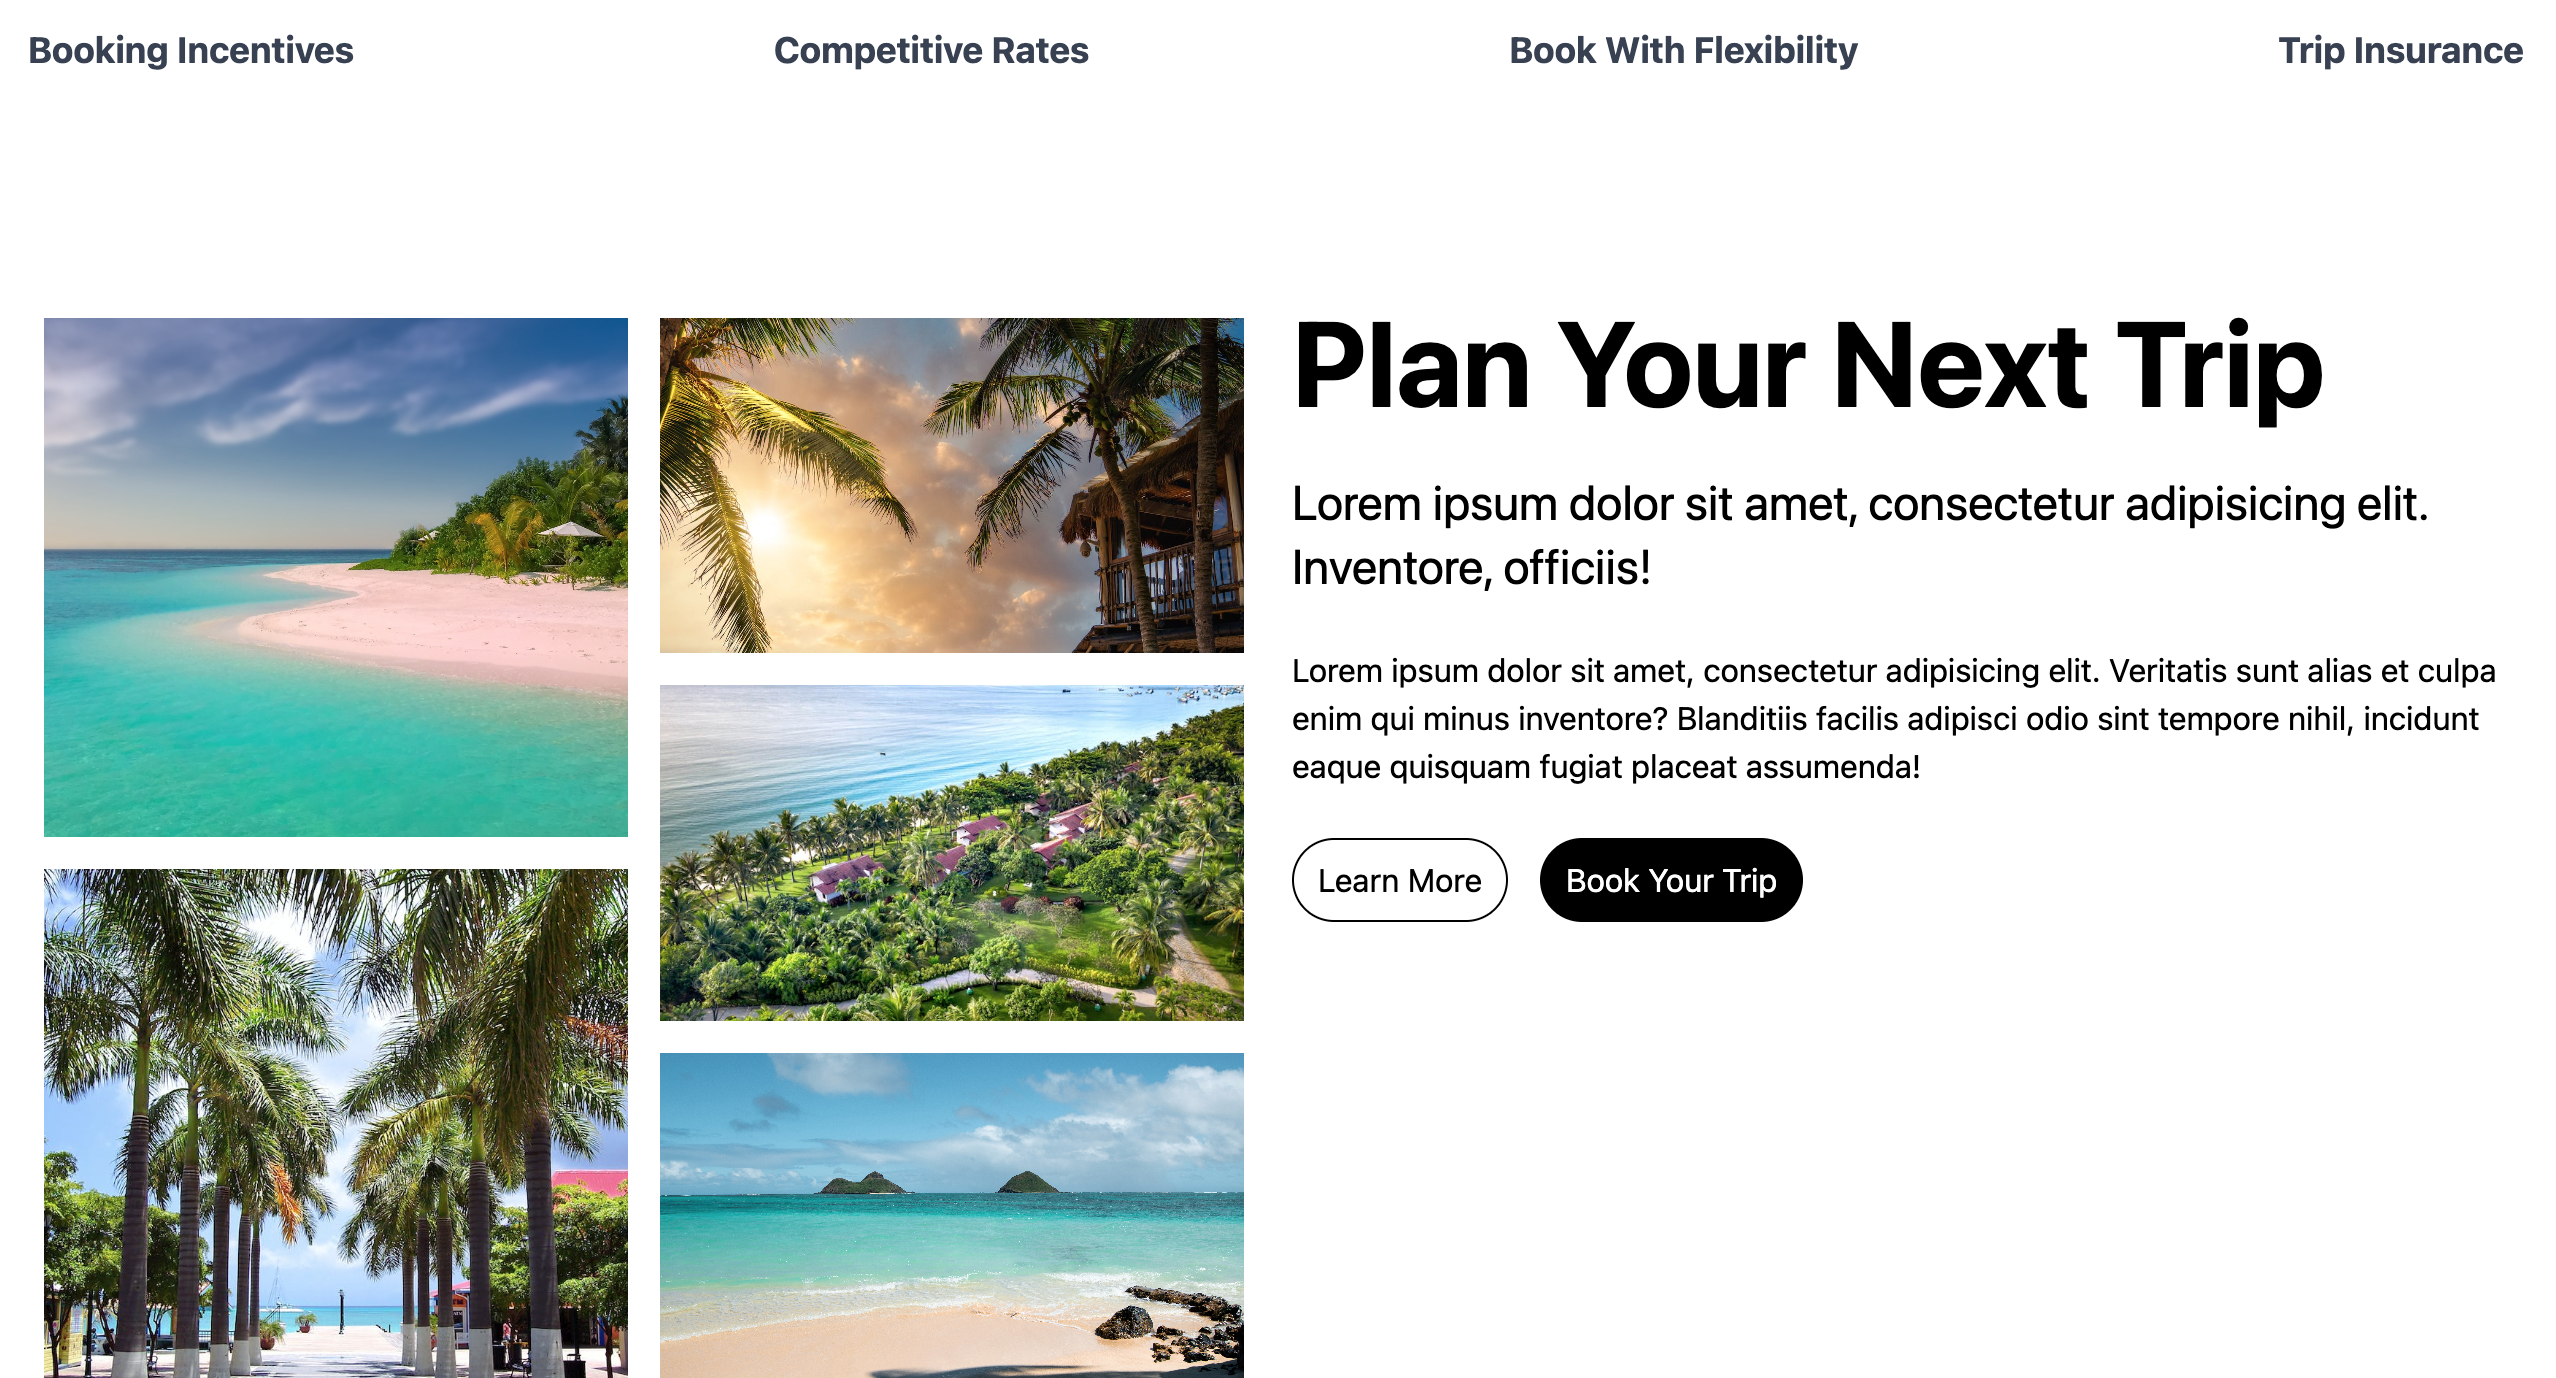 Booking Incentives
Competitive Rates
Book With Flexibility
Trip Insurance
Plan Your Next Trip
Lorem ipsum dolor sit amet, consectetur adipisicing elit.
Inventore, officiis!
Lorem ipsum dolor sit amet, consectetur adipisicing elit. Veritatis sunt alias et culpa
enim qui minus inventore? Blanditiis facilis adipisci odio sint tempore nihil, incidunt
eaque quisquam fugiat placeat assumenda!
Learn More
Book Your Trip